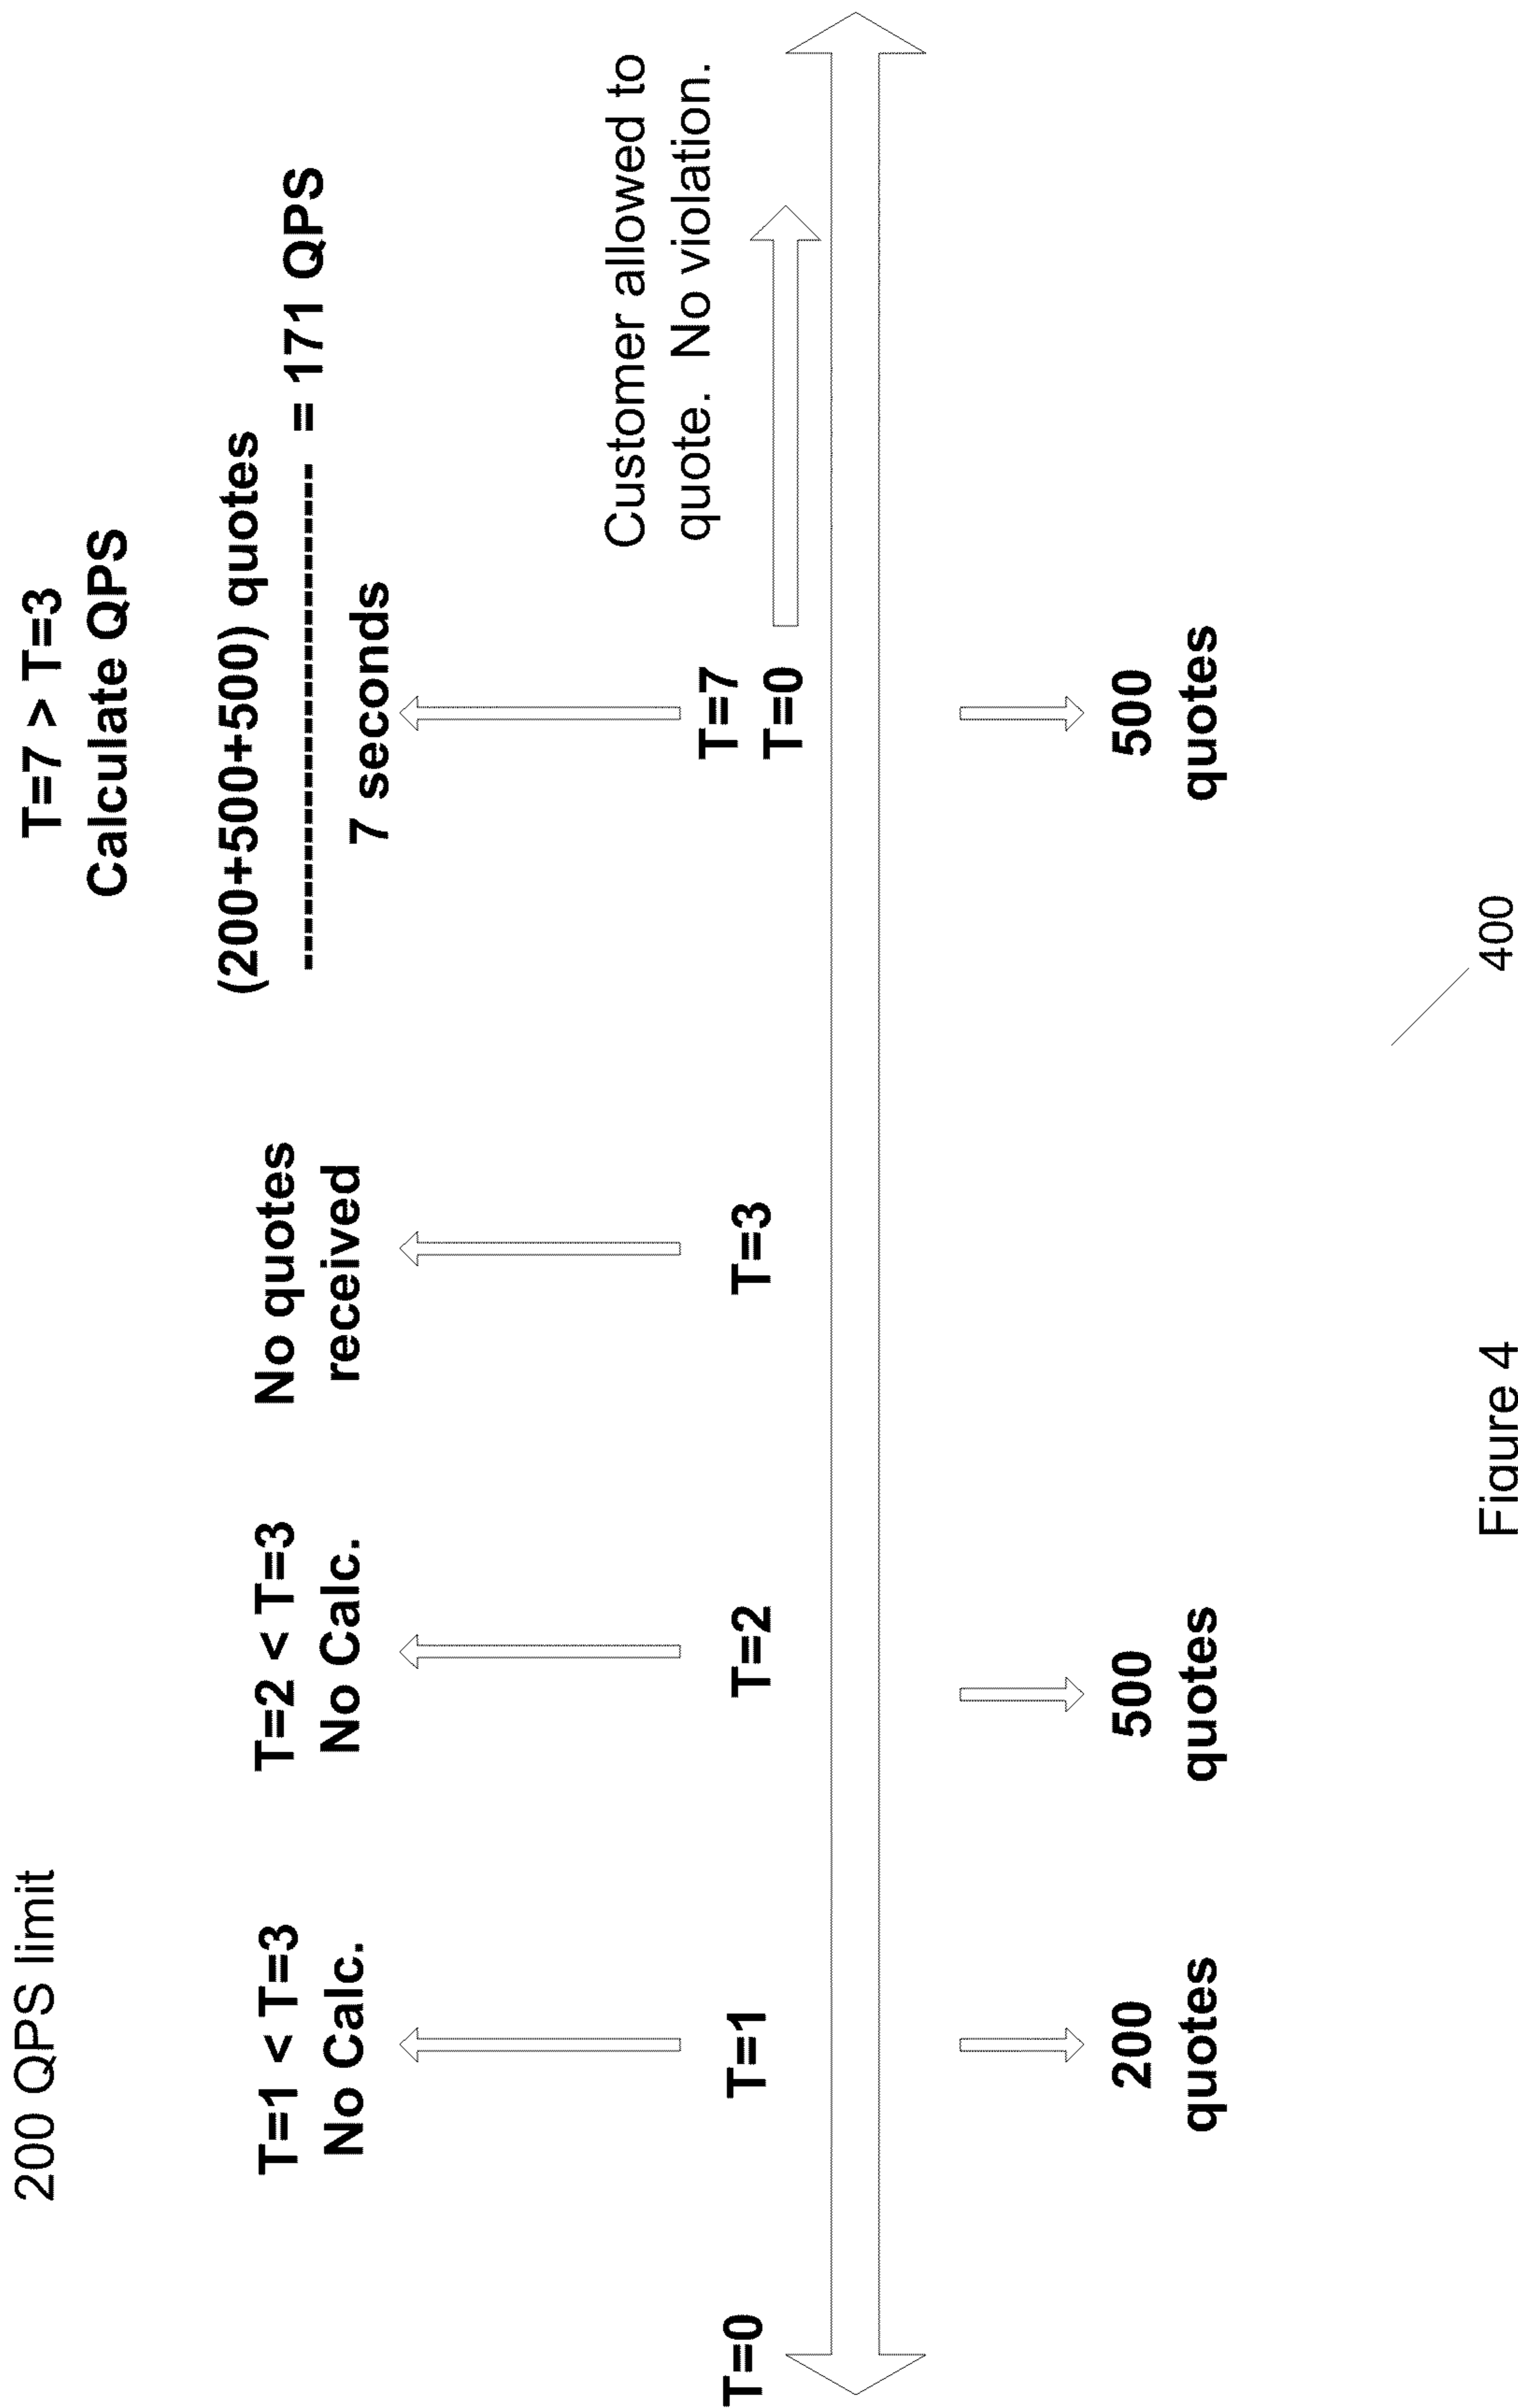 200 QPS limit
T=7 > T=3
Calculate QPS
T=1 < T=3
No Calc.
T=2 < T=3
No Calc.
No quotes
received
(200+500+500) quotes
---------------------------- = 171 QPS
7 seconds
Customer allowed to
quote.  No violation.
T=0
T=1
T=2
T=3
T=7
T=0
200
quotes
500
quotes
500
quotes
400
Figure 4